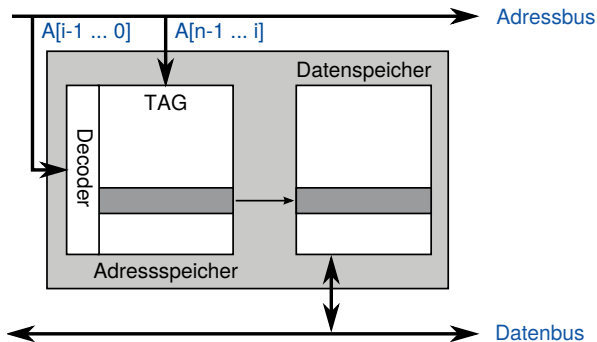 Adressbus
A[i-1 ... 0]
A[n-1 ... i]
Datenspeicher
TAG
Decoder
Adressspeicher
Datenbus